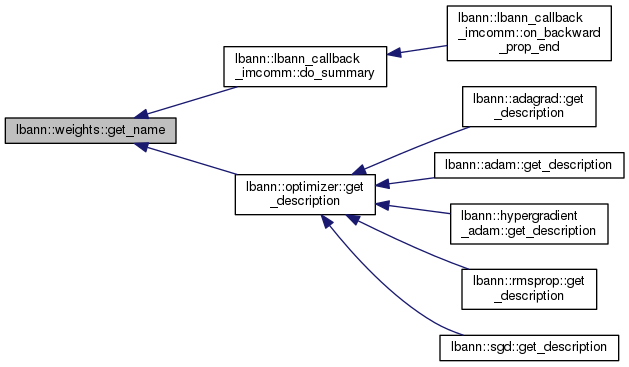 lbann::lbann_callback
_imcomm::on_backward
_prop_end
lbann::lbann_callback
_imcomm::do_summary
lbann::adagrad::get
_description
lbann::weights::get_name
lbann::adam::get_description
lbann::optimizer::get
_description
lbann::hypergradient
_adam::get_description
lbann::rmsprop::get
_description
lbann::sgd::get_description